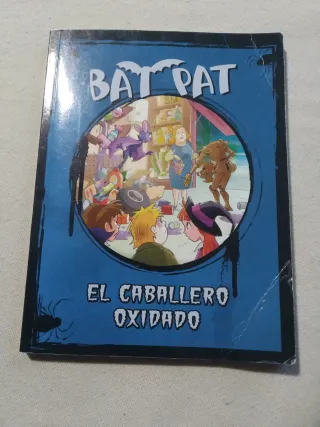 BAT PAT
EL CABALLERO
OXIDADO